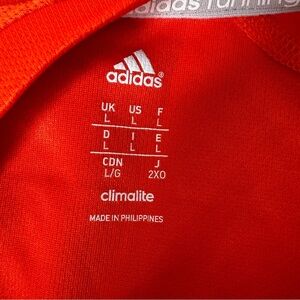 adidas running
adidas®
UK US F
L L L
D I E
L L L
CDN J
L/G 2XO
climalite
MADE IN PHILIPPINES